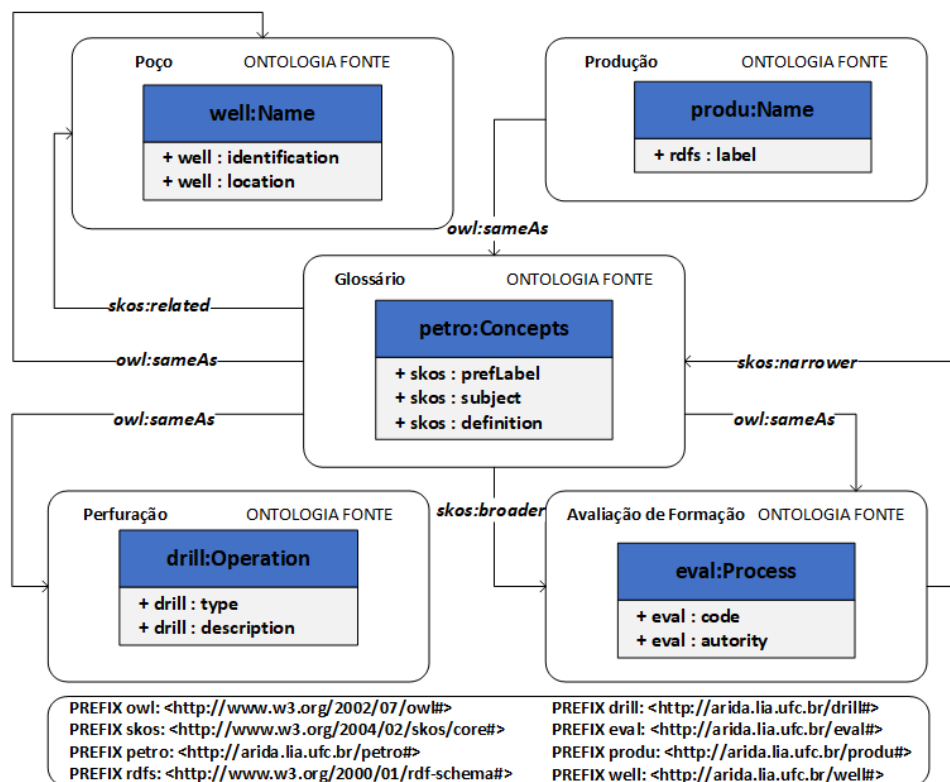 Poço ONTOLOGIA FONTE
well:Name
+ well : identification
+ well : location
Produção ONTOLOGIA FONTE
produ:Name
+ rdfs : label
owl:sameAs
Glossário ONTOLOGIA FONTE
petro:Concepts
+ skos : prefLabel
+ skos : subject
+ skos : definition
skos:related
owl:sameAs
skos:narrower
owl:sameAs
owl:sameAs
skos:broader
Perfuração ONTOLOGIA FONTE
drill:Operation
+ drill : type
+ drill : description
Avaliação de Formação ONTOLOGIA FONTE
eval:Process
+ eval : code
+ eval : autority
PREFIX owl: <http://www.w3.org/2002/07/owl#>
PREFIX skos: <http://www.w3.org/2004/02/skos/core#>
PREFIX petro: <http://arida.lia.ufc.br/petro#>
PREFIX rdfs: <http://www.w3.org/2000/01/rdf-schema#>
PREFIX drill: <http://arida.lia.ufc.br/drill#>
PREFIX eval: <http://arida.lia.ufc.br/eval#>
PREFIX produ: <http://arida.lia.ufc.br/produ#>
PREFIX well: <http://arida.lia.ufc.br/well#>